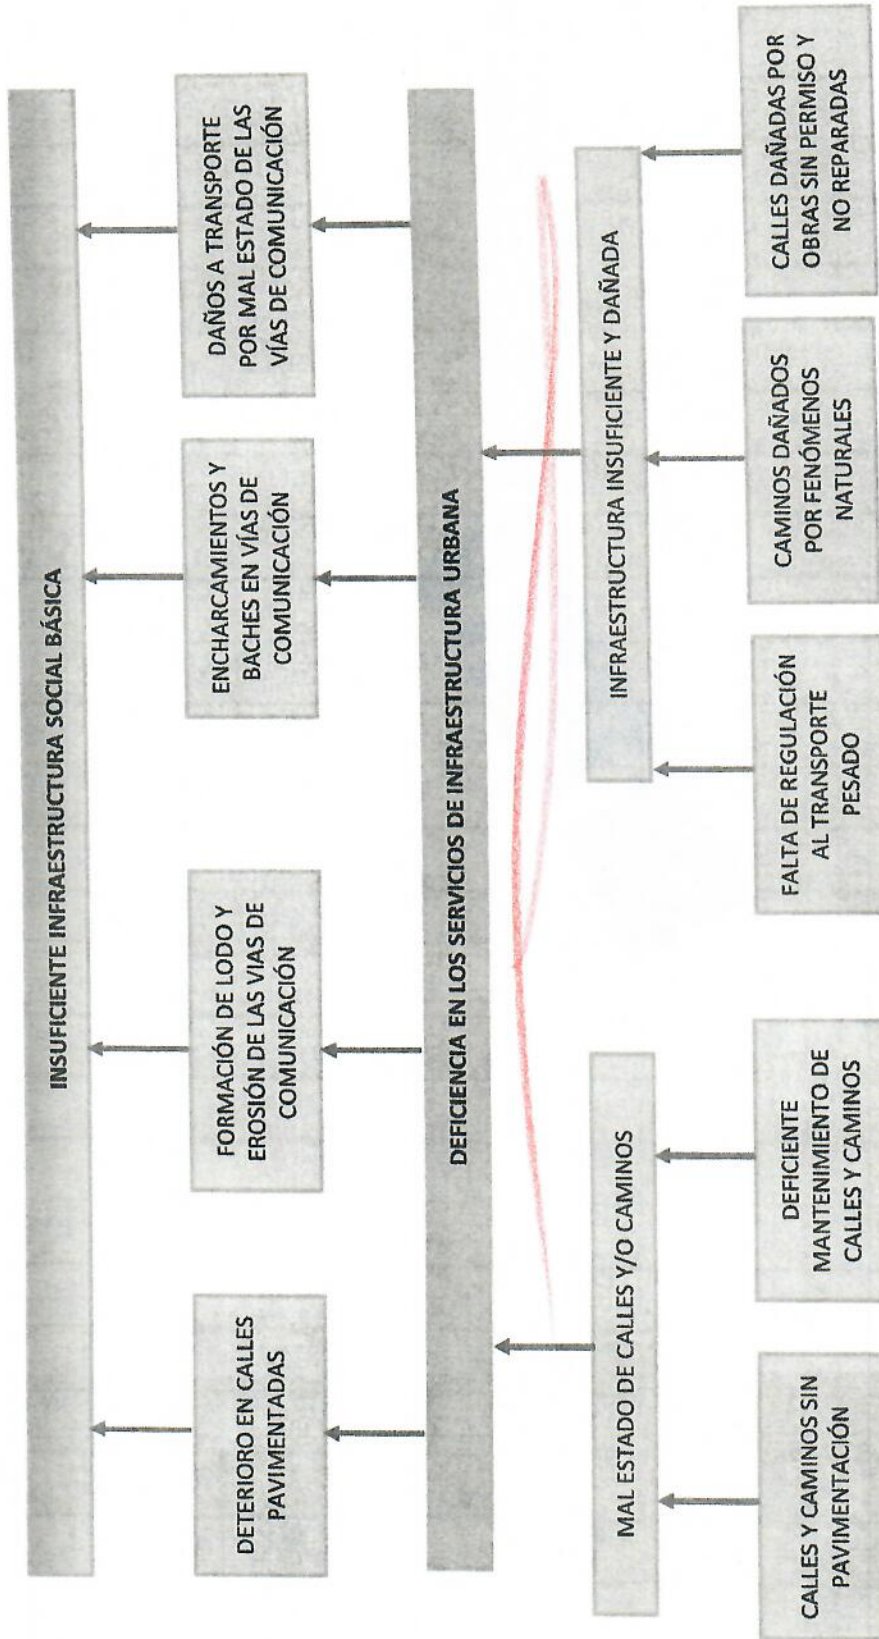 INSUFICIENTE INFRAESTRUCTURA SOCIAL BÁSICA
DETERIORO EN CALLES
PAVIMENTADAS
FORMACIÓN DE LODO Y
EROSIÓN DE LAS VIAS DE
COMUNICACIÓN
ENCHARCAMIENTOS Y
BACHES EN VÍAS DE
COMUNICACIÓN
DAÑOS A TRANSPORTE
POR MAL ESTADO DE LAS
VÍAS DE COMUNICACIÓN
DEFICIENCIA EN LOS SERVICIOS DE INFRAESTRUCTURA URBANA
MAL ESTADO DE CALLES Y/O CAMINOS
INFRAESTRUCTURA INSUFICIENTE Y DAÑADA
CALLES Y CAMINOS SIN
PAVIMENTACIÓN
DEFICIENTE
MANTENIMIENTO DE
CALLES Y CAMINOS
FALTA DE REGULACIÓN
AL TRANSPORTE
PESADO
CAMINOS DAÑADOS
POR FENÓMENOS
NATURALES
CALLES DAÑADAS POR
OBRAS SIN PERMISO Y
NO REPARADAS